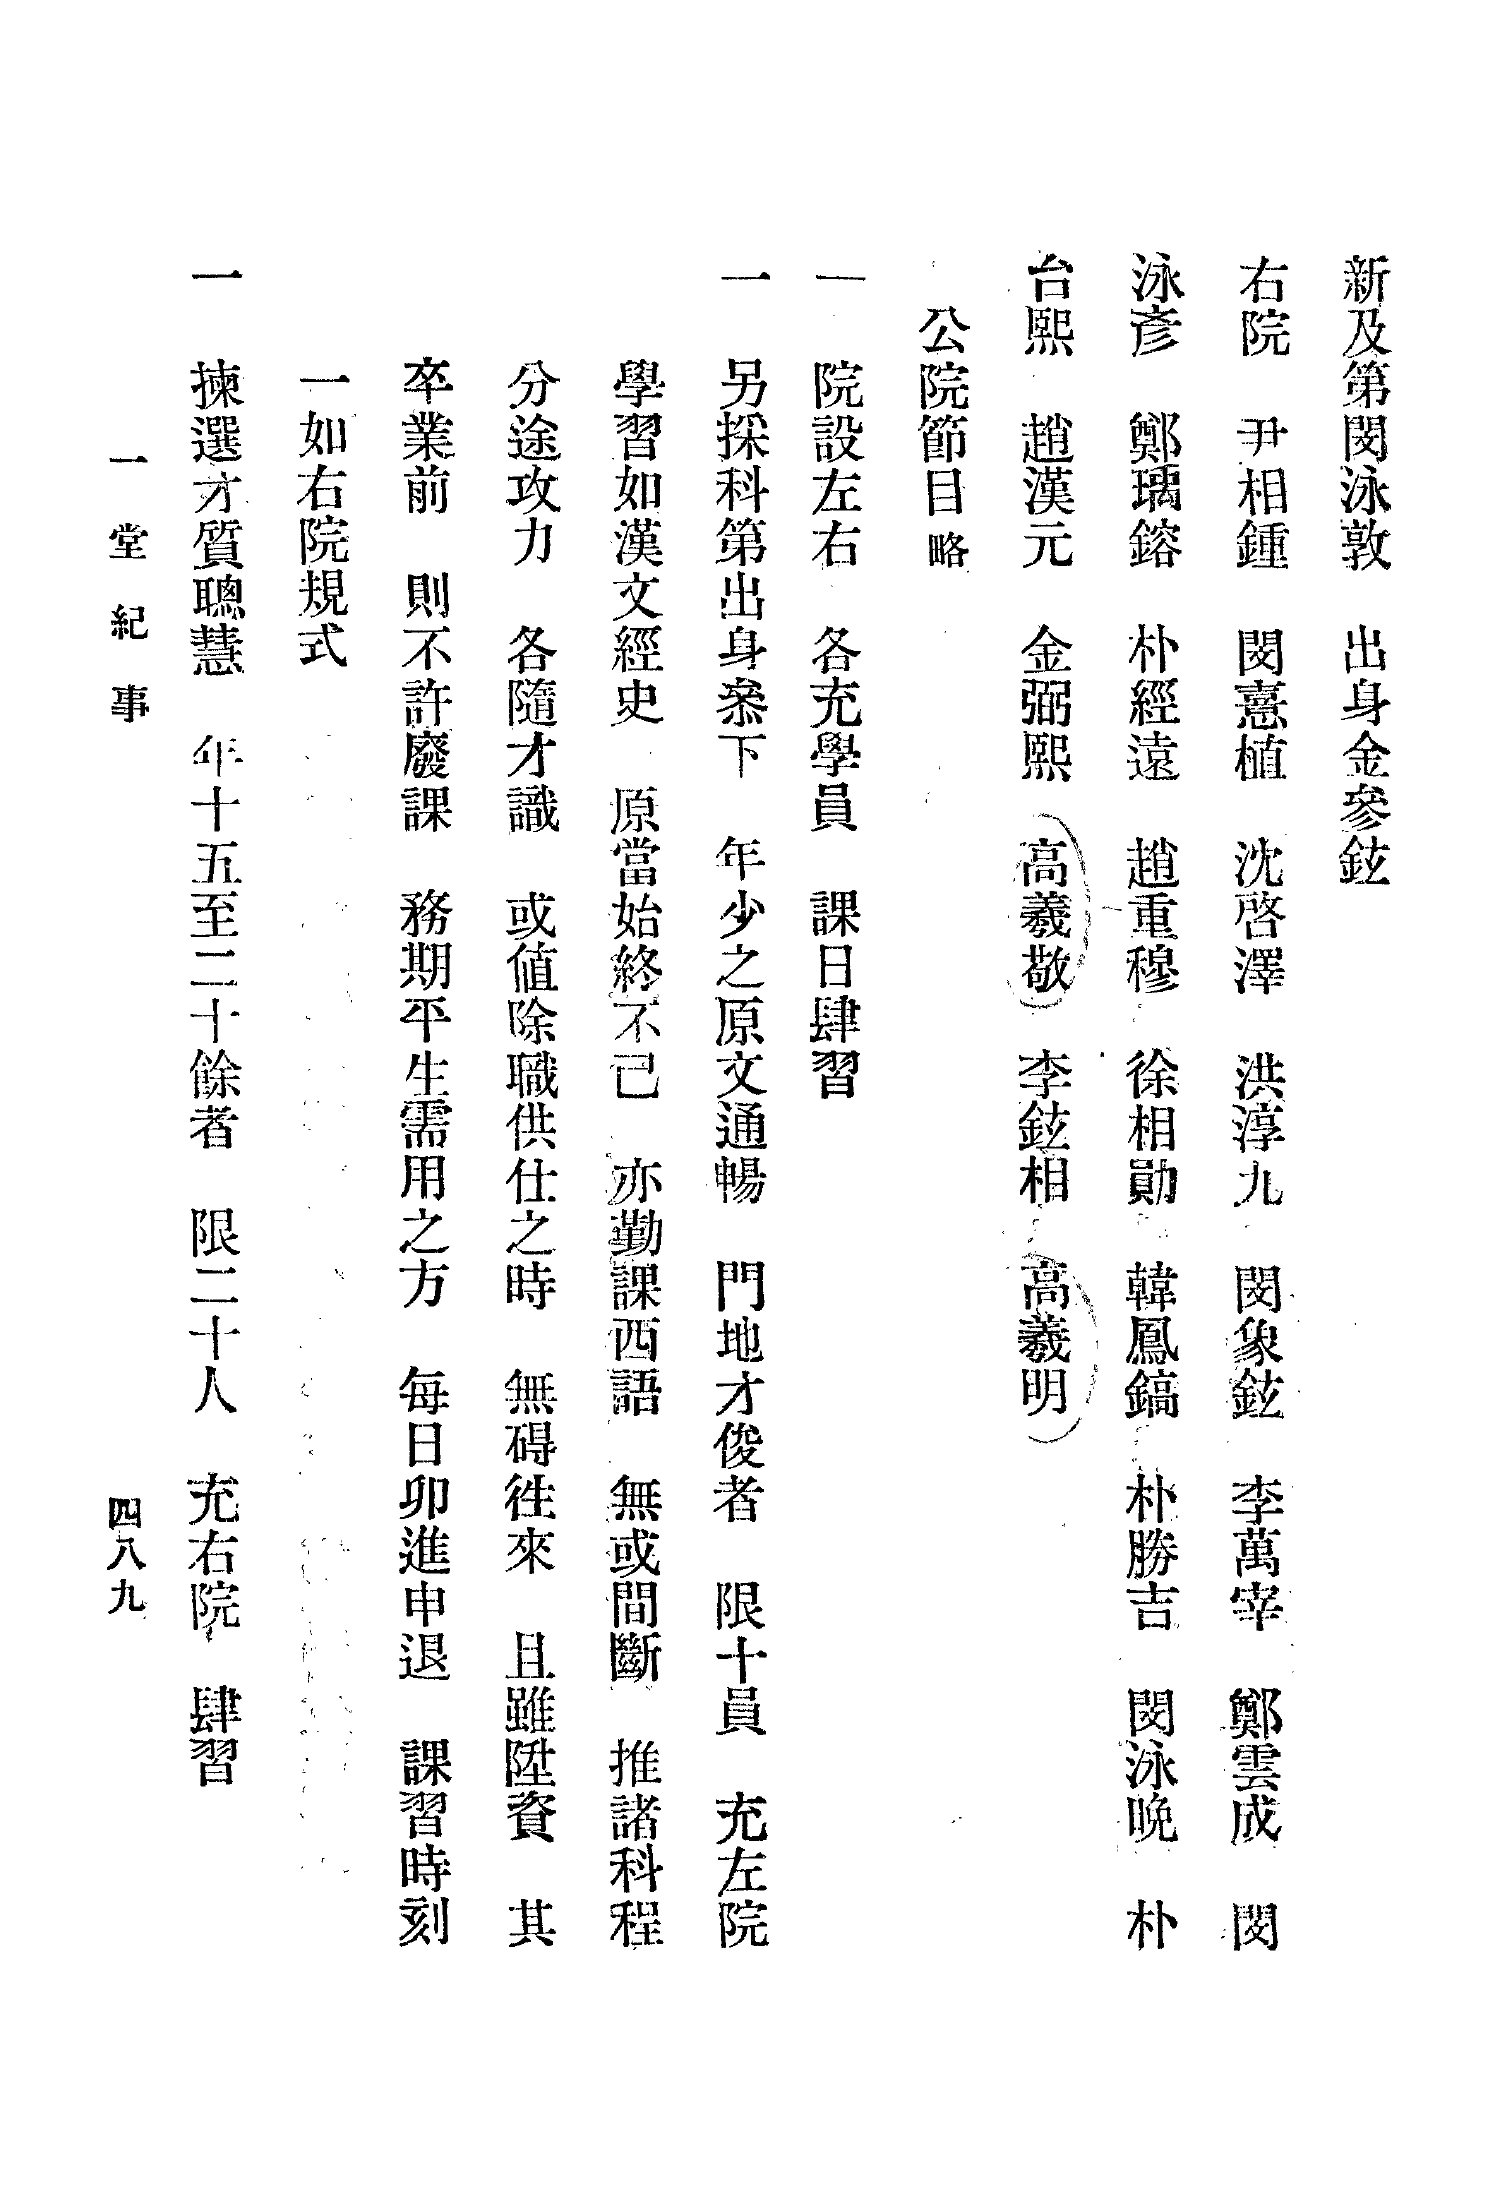 新及第閔泳敦　出身金參鉉
右院　尹相鍾　閔憙植　沈啓澤　洪淳九　閔象鉉　李萬宰　鄭雲成　閔
泳彥　鄭瑀鎔　朴經遠　趙重穆　徐相勛　韓鳳鎬　朴勝吉　閔泳晚　朴
台熙　趙漢元　金弼熙　高羲敬　李鉉相　高羲明
公院節目略
一　院設左右　各充學員　課日肆習
一　另採科第出身叅下　年少之原文通暢　門地才俊者　限十員　充左院
學習如漢文經史　原當始終不已　亦勤課西語　無或間斷　推諸科程
分途攻力　各隨才識　或値除職供仕之時　無碍徃來　且雖陞資　其
卒業前　則不許廢課　務期平生需用之方　每日卯進申退　課習時刻
一如右院規式
一　揀選才質聰慧　年十五至二十餘者　限二十人　充右院　肆習
一堂紀事
四八九